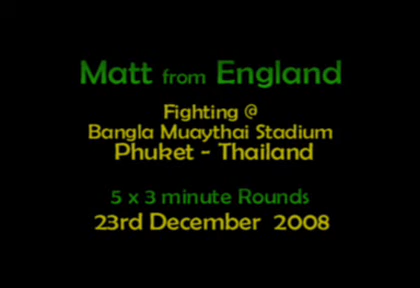 Matt from England
Fighting @
Bangla Muaythai Stadium
Phuket - Thailand
5 x 3 minute Rounds
23rd December 2008